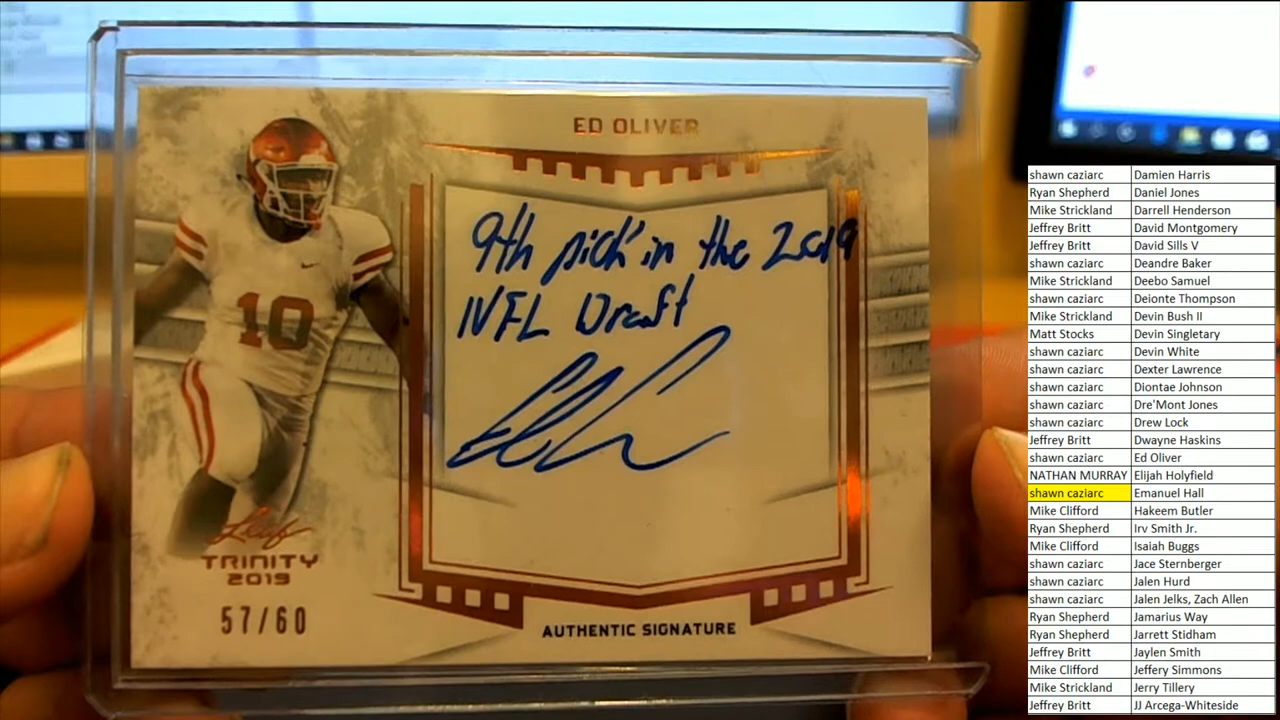 ED OLIVER
9th pick in the 2019
NFL Draft
10
Leaf
TRINITY
2019
57/60
AUTHENTIC SIGNATURE
shawn caziarc Damien Harris
Ryan Shepherd Daniel Jones
Mike Strickland Darrell Henderson
Jeffrey Britt David Montgomery
Jeffrey Britt David Sills V
shawn caziarc Deandre Baker
Mike Strickland Deebo Samuel
shawn caziarc Deionte Thompson
Mike Strickland Devin Bush II
Matt Stocks Devin Singletary
shawn caziarc Devin White
shawn caziarc Dexter Lawrence
shawn caziarc Diontae Johnson
shawn caziarc Dre'Mont Jones
shawn caziarc Drew Lock
Jeffrey Britt Dwayne Haskins
shawn caziarc Ed Oliver
NATHAN MURRAY Elijah Holyfield
shawn caziarc Emanuel Hall
Mike Clifford Hakeem Butler
Ryan Shepherd Irv Smith Jr.
Mike Clifford Isaiah Buggs
shawn caziarc Jace Sternberger
shawn caziarc Jalen Hurd
shawn caziarc Jalen Jelks, Zach Allen
Ryan Shepherd Jamarius Way
Ryan Shepherd Jarrett Stidham
Jeffrey Britt Jaylen Smith
Mike Clifford Jeffery Simmons
Mike Strickland Jerry Tillery
Jeffrey Britt JJ Arcega-Whiteside